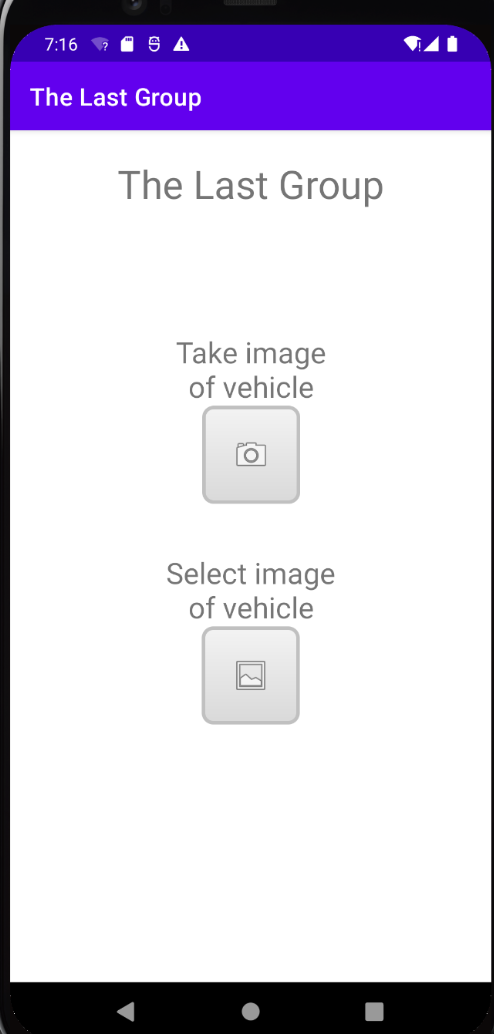 7:16
The Last Group
The Last Group
Take image
of vehicle
Select image
of vehicle